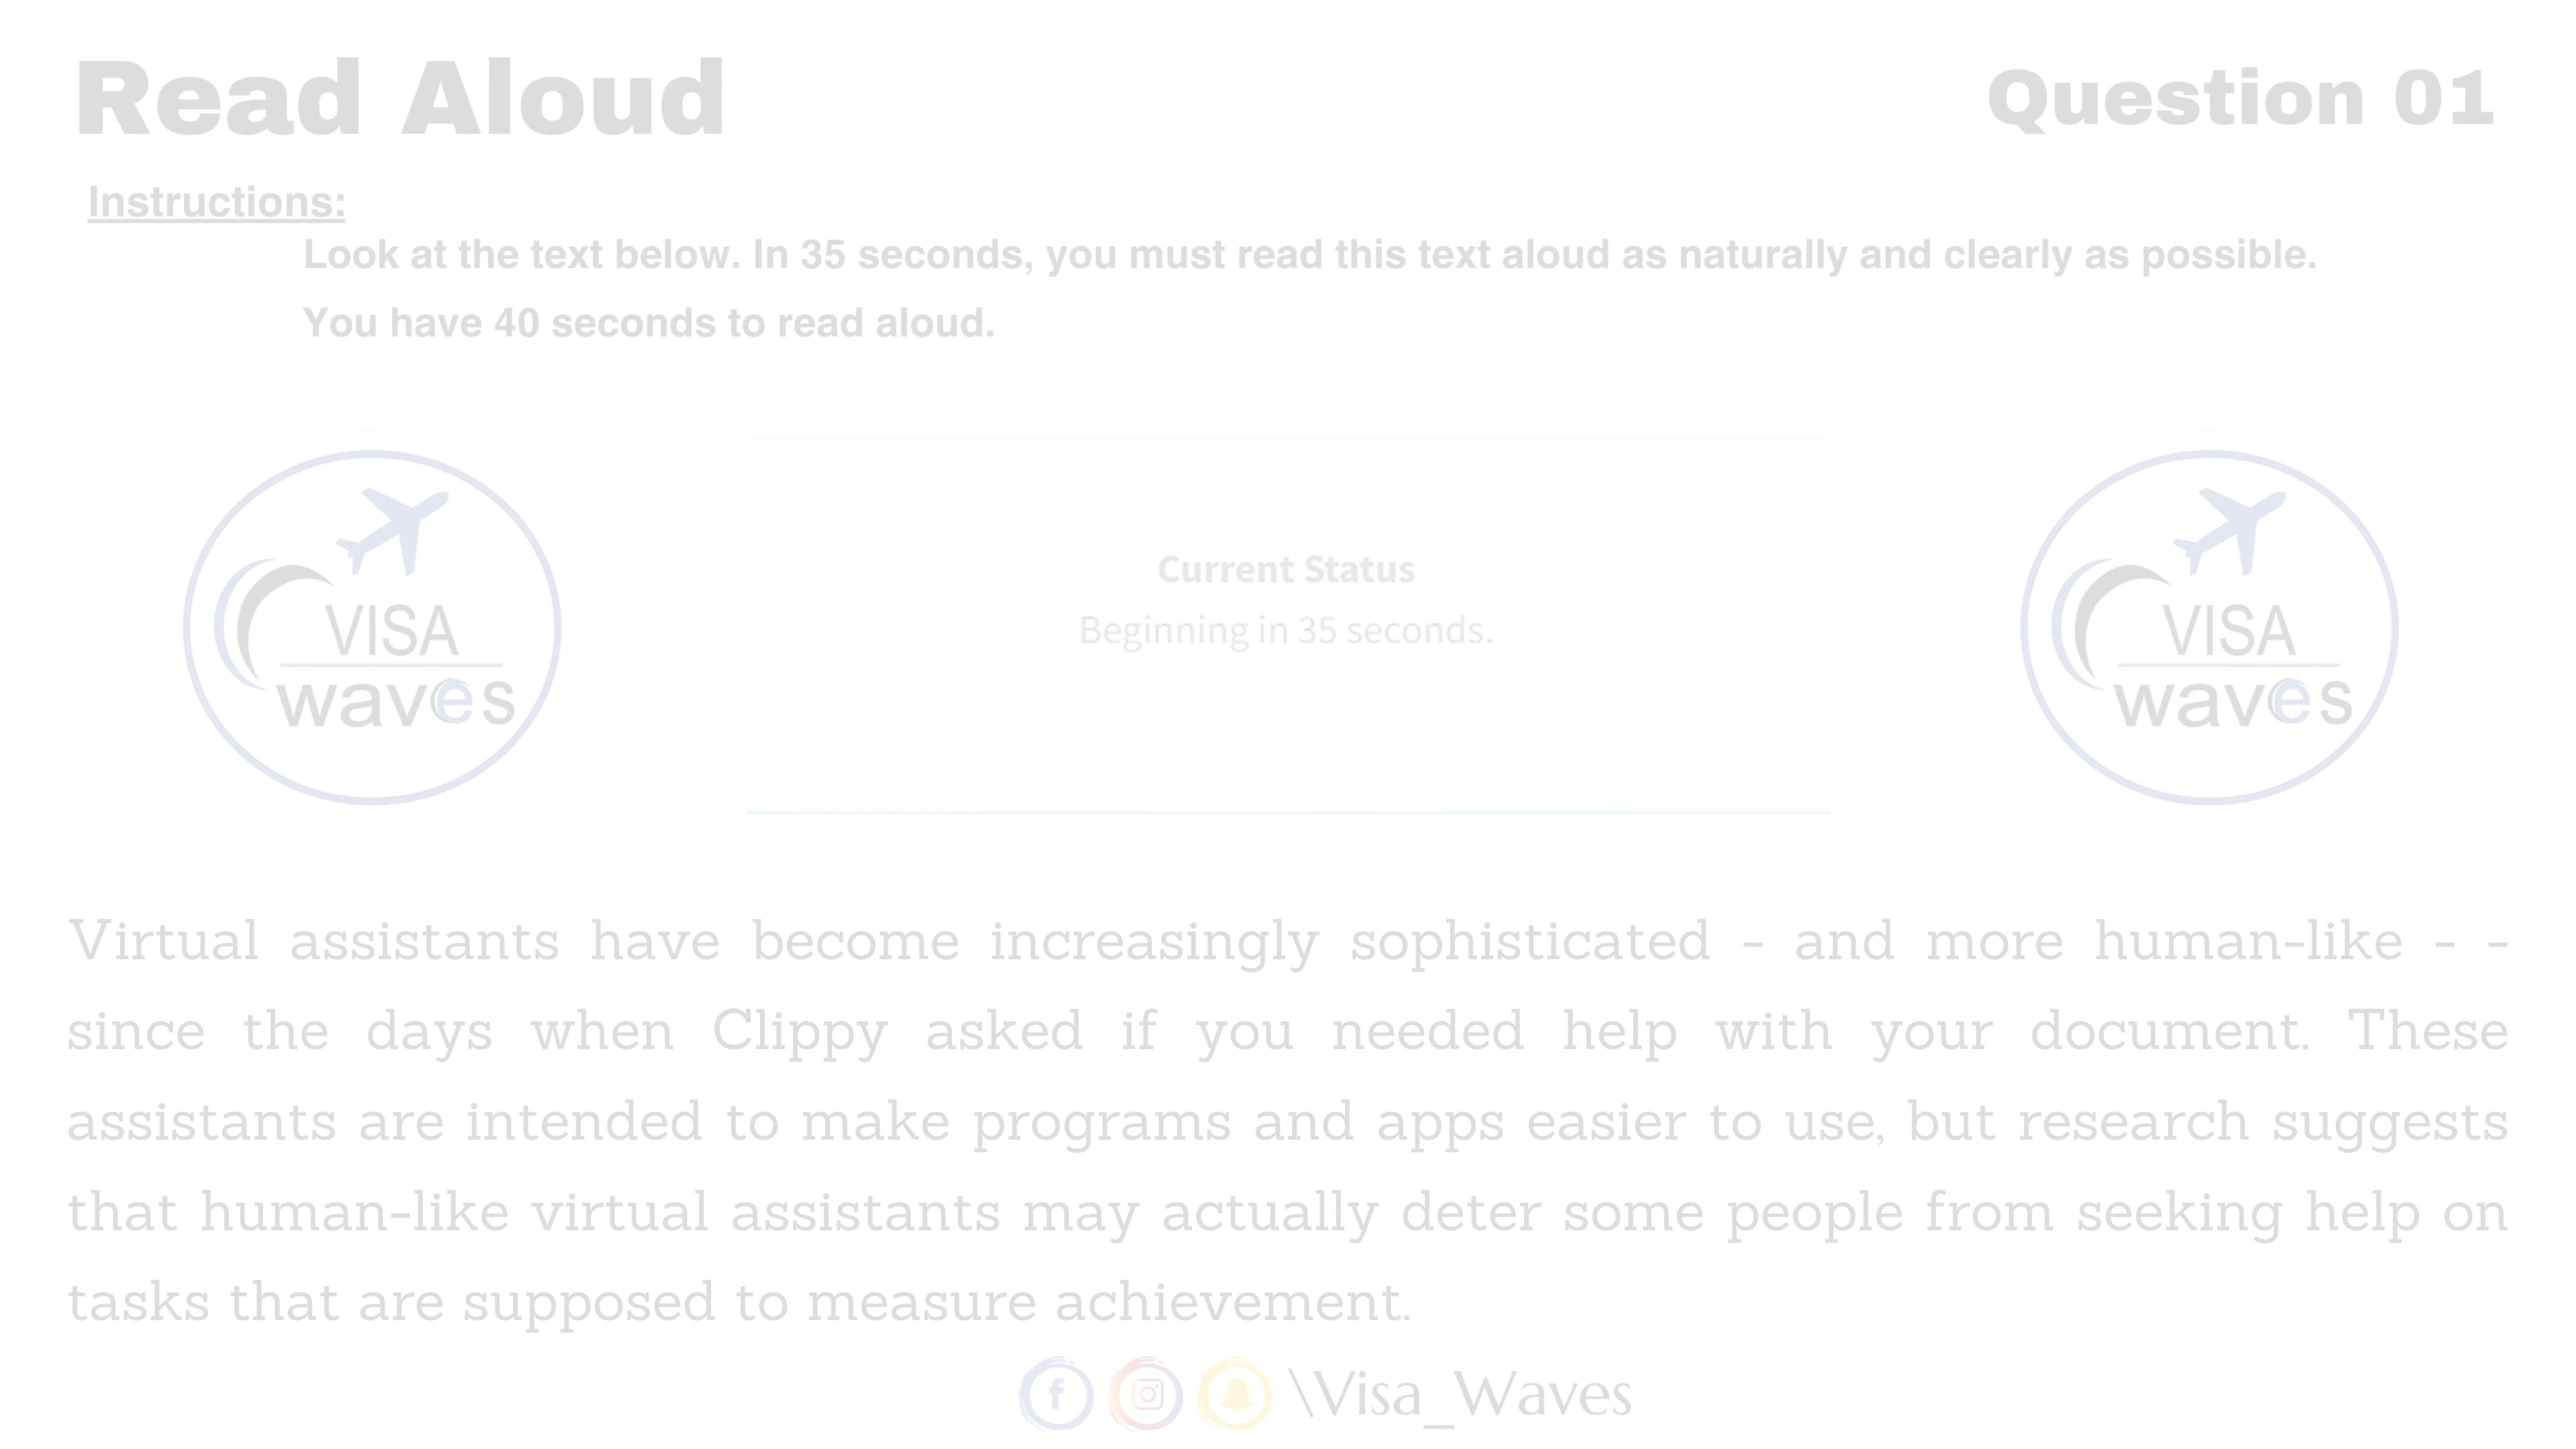 Read Aloud
Question 01
Instructions:
Look at the text below. In 35 seconds, you must read this text aloud as naturally and clearly as possible.
You have 40 seconds to read aloud.
VISA
waves
Current Status
Beginning in 35 seconds.
VISA
waves
Virtual assistants have become increasingly sophisticated - and more human-like - -
since the days when Clippy asked if you needed help with your document. These
assistants are intended to make programs and apps easier to use, but research suggests
that human-like virtual assistants may actually deter some people from seeking help on
tasks that are supposed to measure achievement.
\Visa_Waves